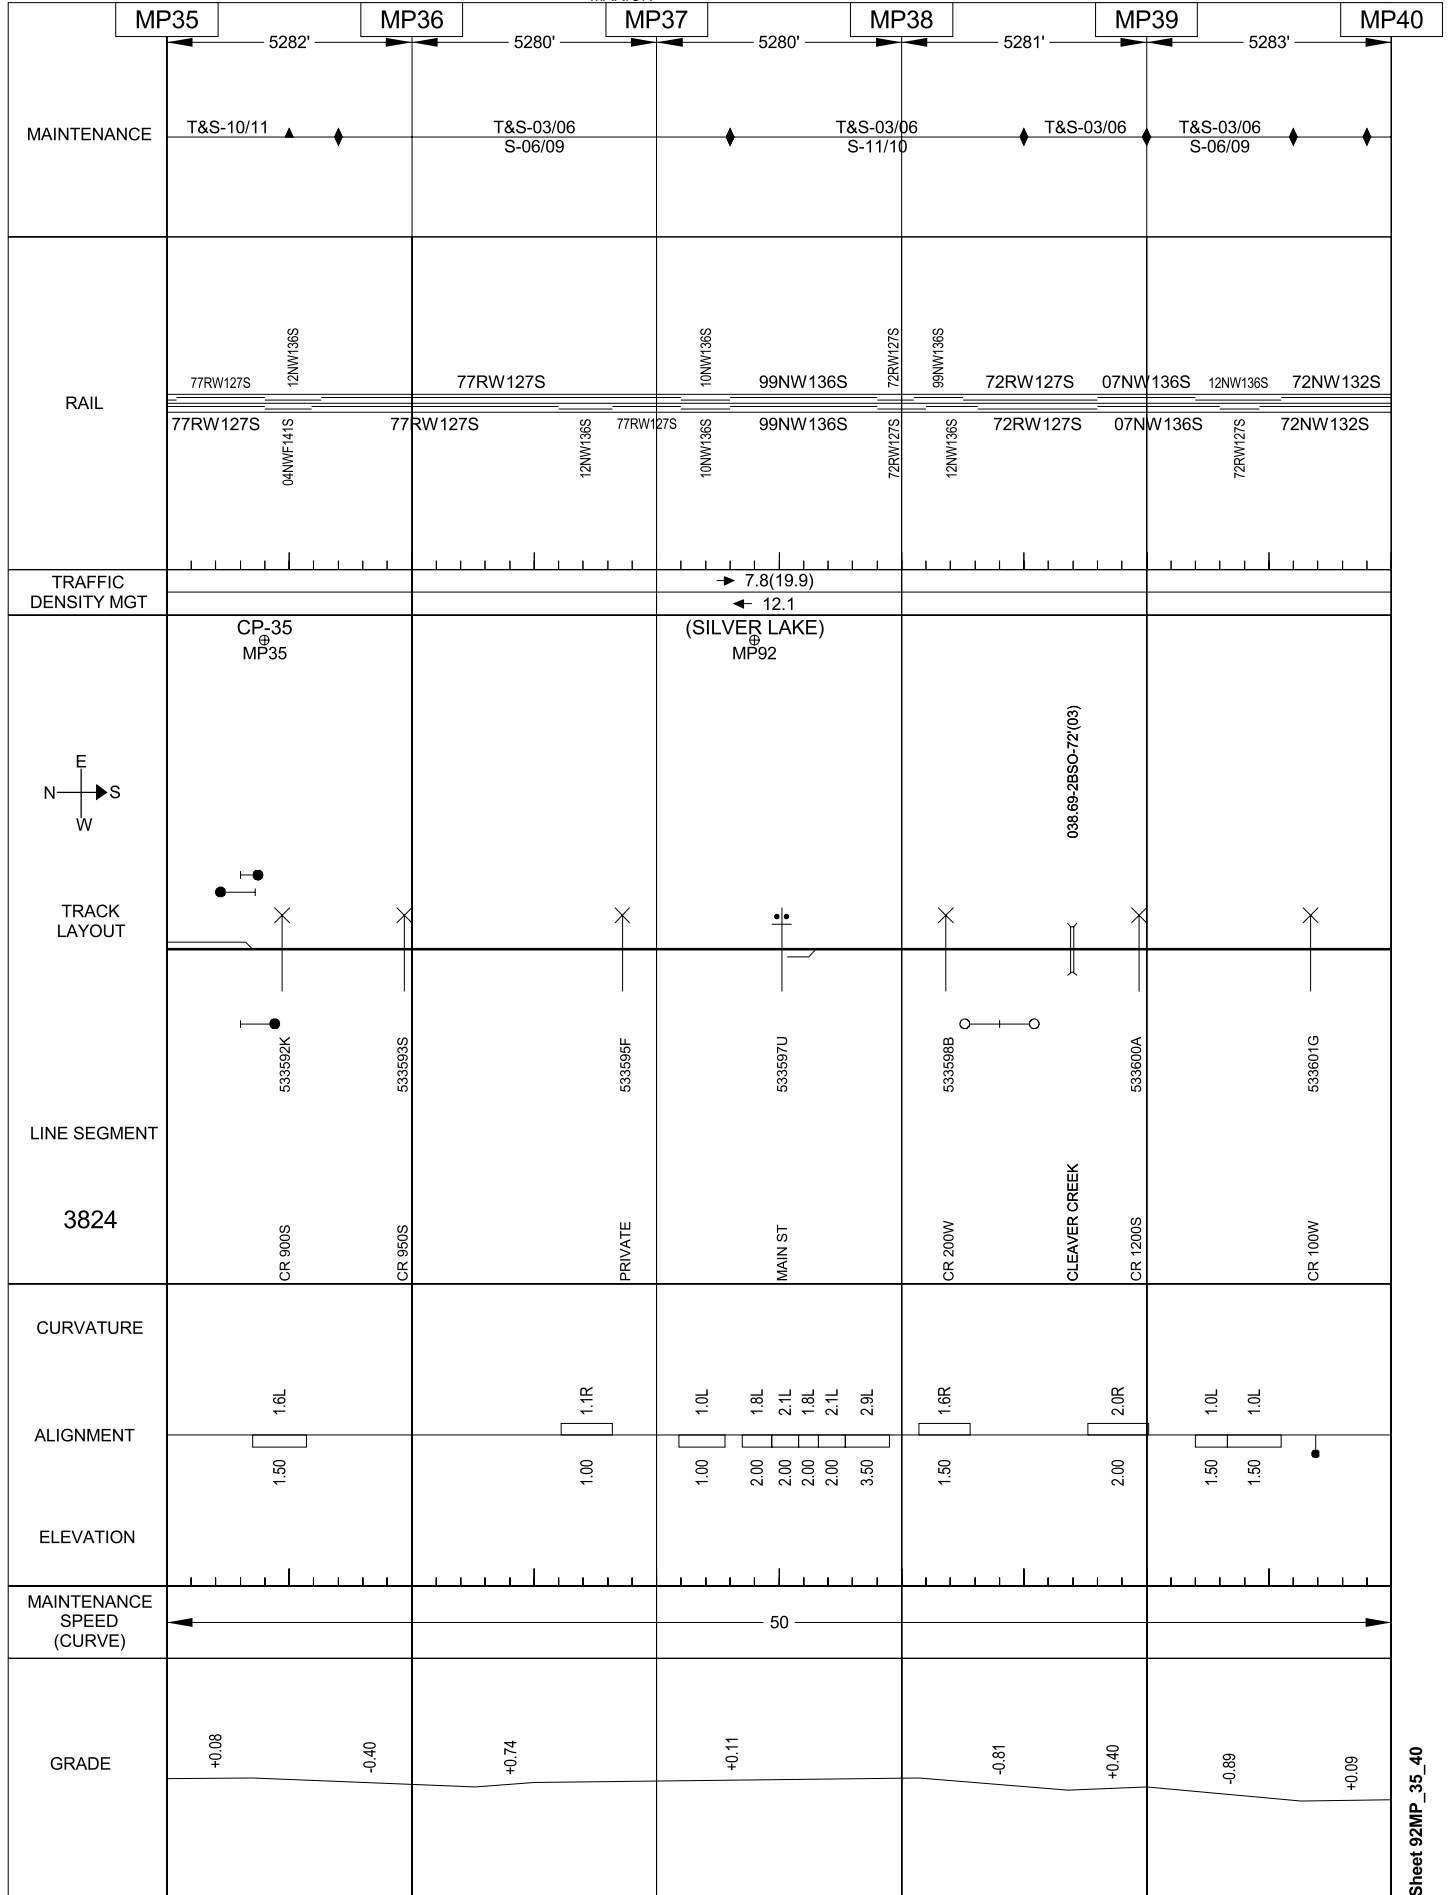 MP35 MP36 MP37 MP38 MP39 MP40
5282' 5280' 5280' 5281' 5283'
MAINTENANCE
T&S-10/11 T&S-03/06 T&S-03/06 T&S-03/06 T&S-03/06
S-06/09 S-11/10 S-06/09
RAIL
12NW136S 10NW136S 72RW127S 99NW136S
77RW127S 77RW127S 99NW136S 72RW127S 07NW136S 12NW136S 72NW132S
77RW127S 77RW127S 77RW127S 99NW136S 72RW127S 07NW136S 72NW132S
04NWF141S 12NW136S 10NW136S 72RW127S 12NW136S 72RW127S
TRAFFIC
DENSITY MGT
7.8(19.9)
12.1
CP-35 (SILVER LAKE)
MP35 MP92
038.69-2BSO-72'(03)
E
N S
W
TRACK
LAYOUT
533592K 533593S 533595F 533597U 533598B 533600A 533601G
LINE SEGMENT
3824
CR 900S CR 950S PRIVATE MAIN ST CR 200W CLEAVER CREEK CR 1200S CR 100W
CURVATURE
1.6L 1.1R 1.0L 1.8L 2.1L 1.8L 2.1L 2.9L 1.6R 2.0R 1.0L 1.0L
ALIGNMENT
1.50 1.00 1.00 2.00 2.00 2.00 2.00 3.50 1.50 2.00 1.50 1.50
ELEVATION
MAINTENANCE
SPEED
(CURVE)
50
GRADE
+0.08 -0.40 +0.74 +0.11 -0.81 +0.40 -0.89 +0.09
Sheet 92MP_35_40